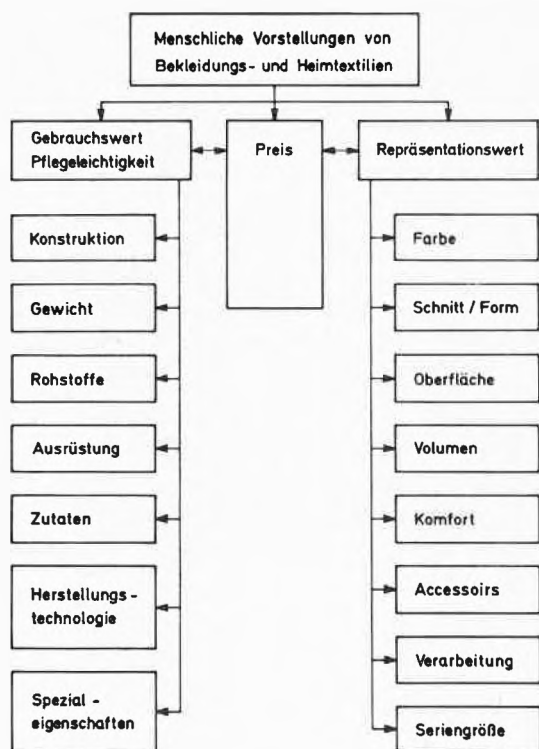 Menschliche Vorstellungen von
Bekleidungs- und Heimtextilien
Gebrauchswert
Pflegeleichtigkeit
Preis
Repräsentationswert
Konstruktion
Gewicht
Rohstoffe
Ausrüstung
Zutaten
Herstellungs-
technologie
Spezial-
eigenschaften
Farbe
Schnitt / Form
Oberfläche
Volumen
Komfort
Accessoirs
Verarbeitung
Seriengröße